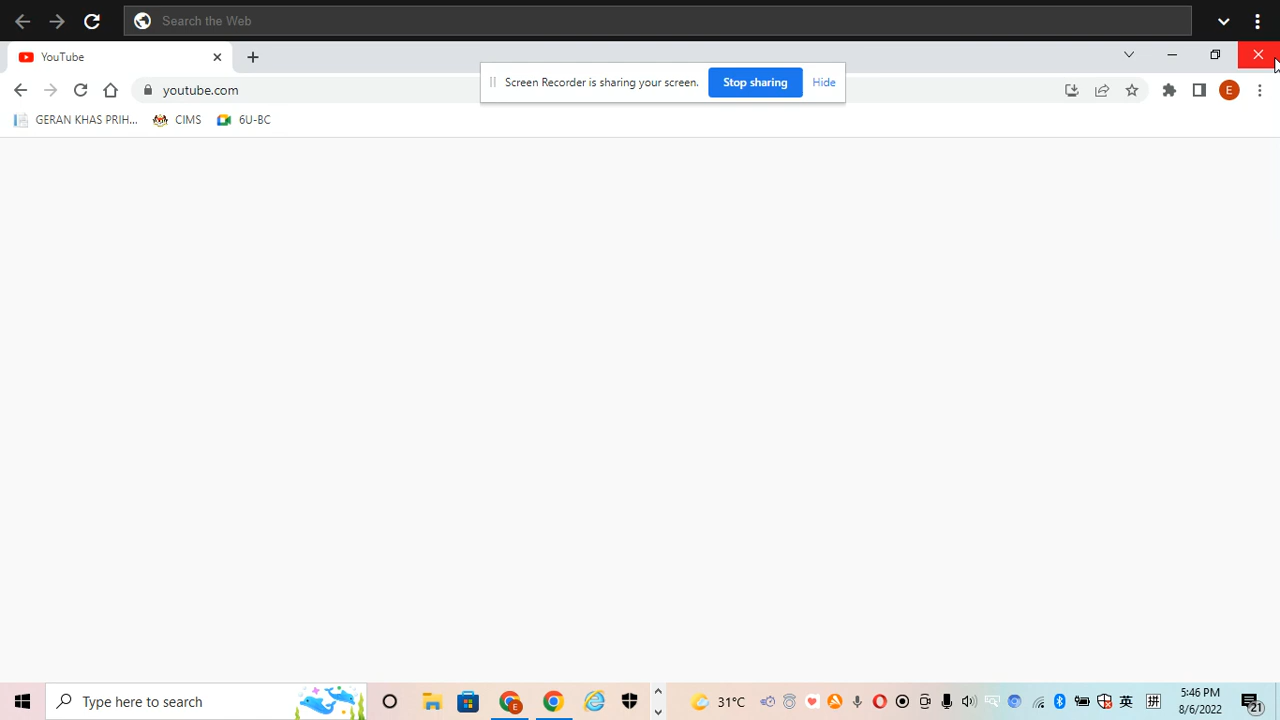 Search the Web
YouTube
Screen Recorder is sharing your screen. Stop sharing Hide
youtube.com
E
GERAN KHAS PRIH... CIMS 6U-BC
Type here to search
E
31°C
英
拼
5:46 PM
8/6/2022
21